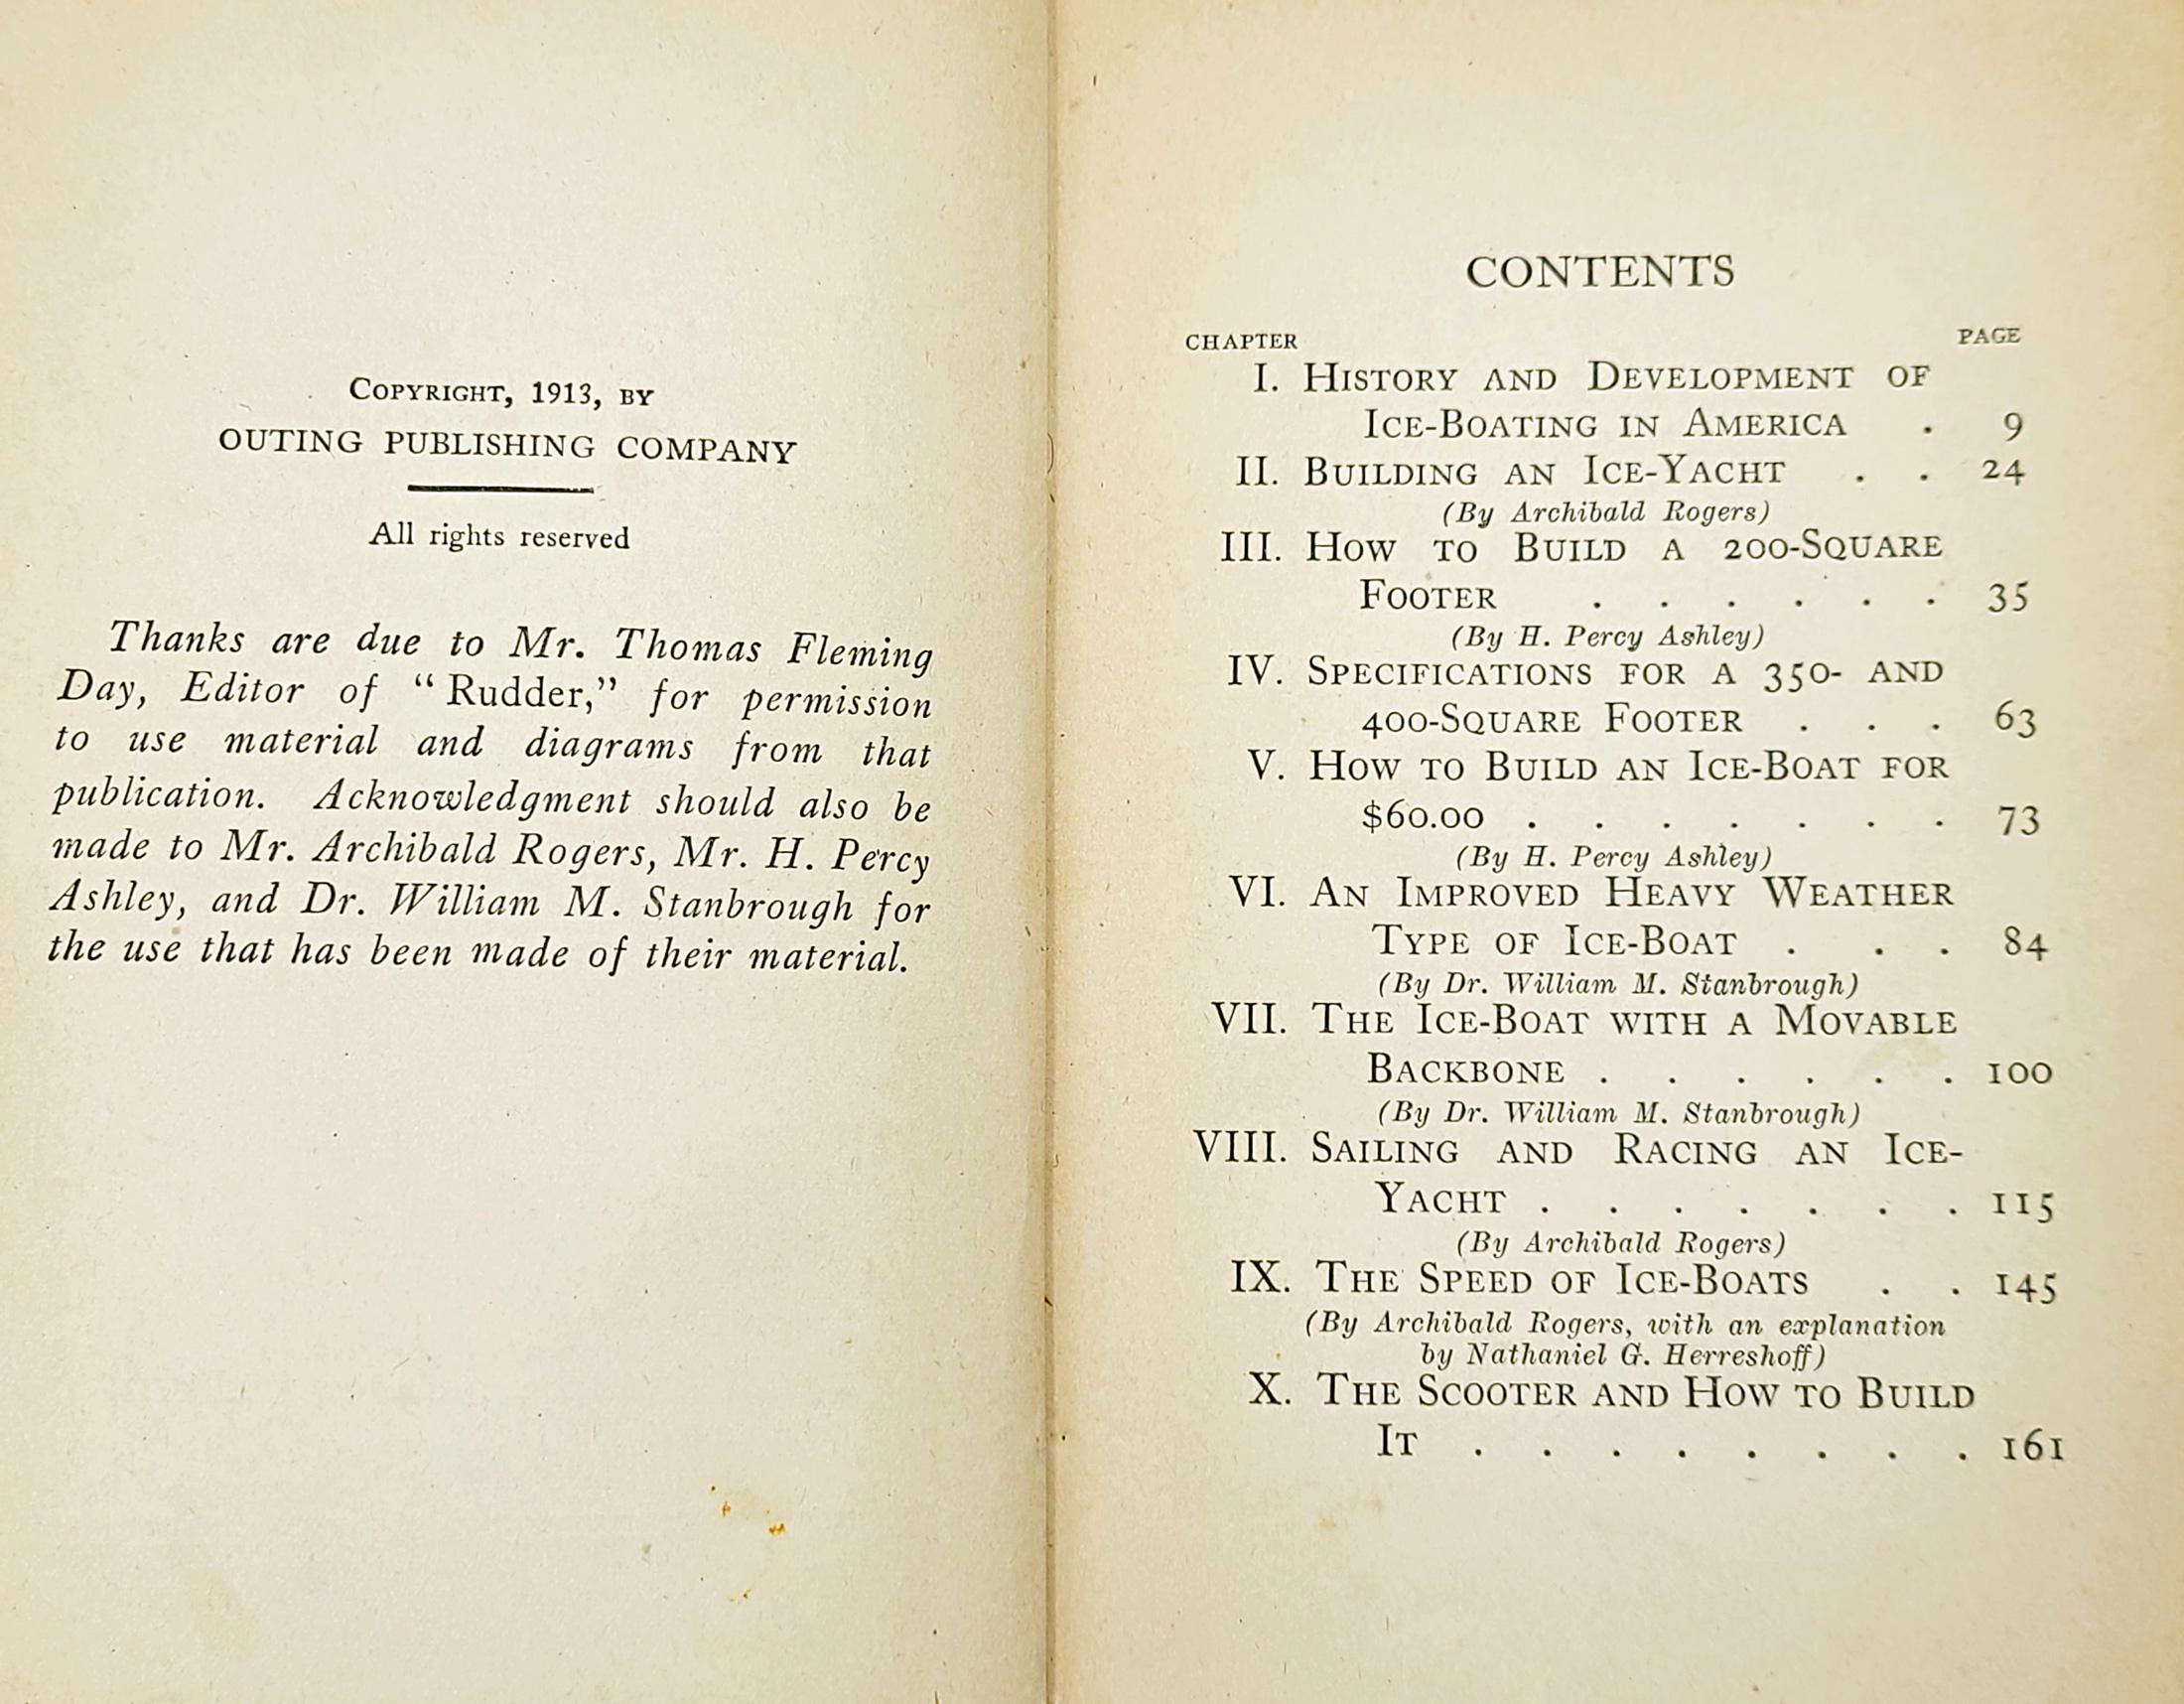 Copyright, 1913, by
OUTING PUBLISHING COMPANY
All rights reserved
Thanks are due to Mr. Thomas Fleming
Day, Editor of “Rudder,” for permission
to use material and diagrams from that
publication. Acknowledgment should also be
made to Mr. Archibald Rogers, Mr. H. Percy
Ashley, and Dr. William M. Stanbrough for
the use that has been made of their material.
CONTENTS
CHAPTER PAGE
I. History and Development of
Ice-Boating in America . 9
II. Building an Ice-Yacht . . 24
(By Archibald Rogers)
III. How to Build a 200-Square
Footer . . . . . . 35
(By H. Percy Ashley)
IV. Specifications for a 350- and
400-Square Footer . . . 63
V. How to Build an Ice-Boat for
$60.00 . . . . . . . 73
(By H. Percy Ashley)
VI. An Improved Heavy Weather
Type of Ice-Boat . . . 84
(By Dr. William M. Stanbrough)
VII. The Ice-Boat with a Movable
Backbone . . . . . . 100
(By Dr. William M. Stanbrough)
VIII. Sailing and Racing an Ice-
Yacht . . . . . . . 115
(By Archibald Rogers)
IX. The Speed of Ice-Boats . . 145
(By Archibald Rogers, with an explanation
by Nathaniel G. Herreshoff)
X. The Scooter and How to Build
It . . . . . . . . 161